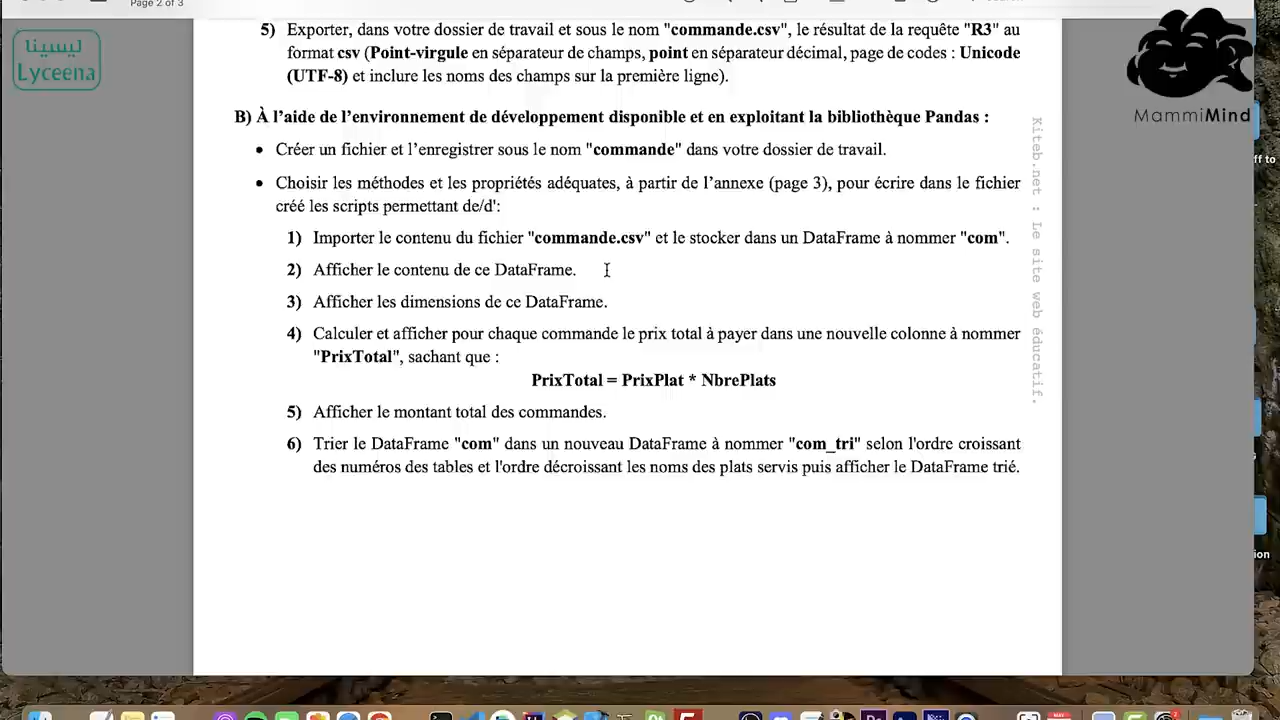 Page 2 of 3
ليسينا
Lyceena
MammiMind
5) Exporter, dans votre dossier de travail et sous le nom "commande.csv", le résultat de la requête "R3" au
format csv (Point-virgule en séparateur de champs, point en séparateur décimal, page de codes : Unicode
(UTF-8) et inclure les noms des champs sur la première ligne).
B) À l’aide de l’environnement de développement disponible et en exploitant la bibliothèque Pandas :
• Créer un fichier et l’enregistrer sous le nom "commande" dans votre dossier de travail.
• Choisir les méthodes et les propriétés adéquates, à partir de l’annexe (page 3), pour écrire dans le fichier
créé les scripts permettant de/d':
1) Importer le contenu du fichier "commande.csv" et le stocker dans un DataFrame à nommer "com".
2) Afficher le contenu de ce DataFrame.
3) Afficher les dimensions de ce DataFrame.
4) Calculer et afficher pour chaque commande le prix total à payer dans une nouvelle colonne à nommer
"PrixTotal", sachant que :
PrixTotal = PrixPlat * NbrePlats
5) Afficher le montant total des commandes.
6) Trier le DataFrame "com" dans un nouveau DataFrame à nommer "com_tri" selon l'ordre croissant
des numéros des tables et l'ordre décroissant les noms des plats servis puis afficher le DataFrame trié.
Kiteb.net : Le site web éducatif.
ff to
ion